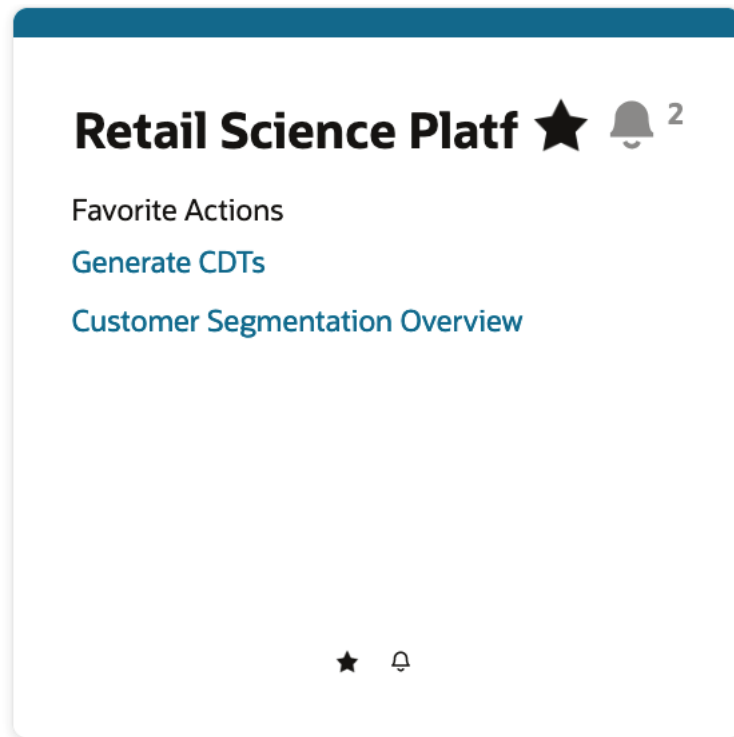 Retail Science Platf 2
Favorite Actions
Generate CDTs
Customer Segmentation Overview